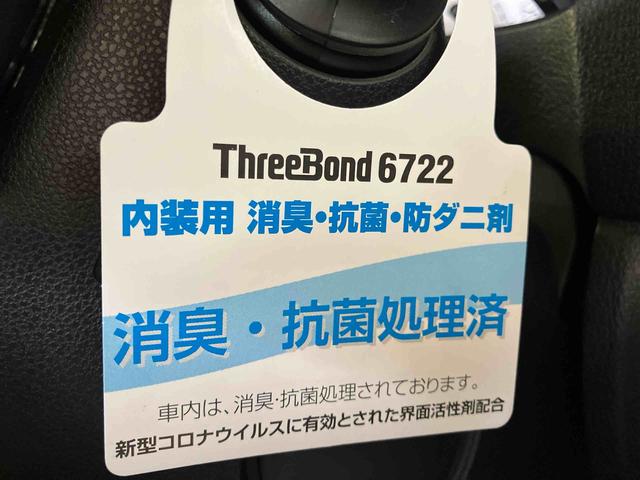 ThreeBond 6722
内装用 消臭・抗菌・防ダニ剤
消臭・抗菌処理済
車内は、消臭・抗菌処理されております。
新型コロナウイルスに有効とされた界面活性剤配合